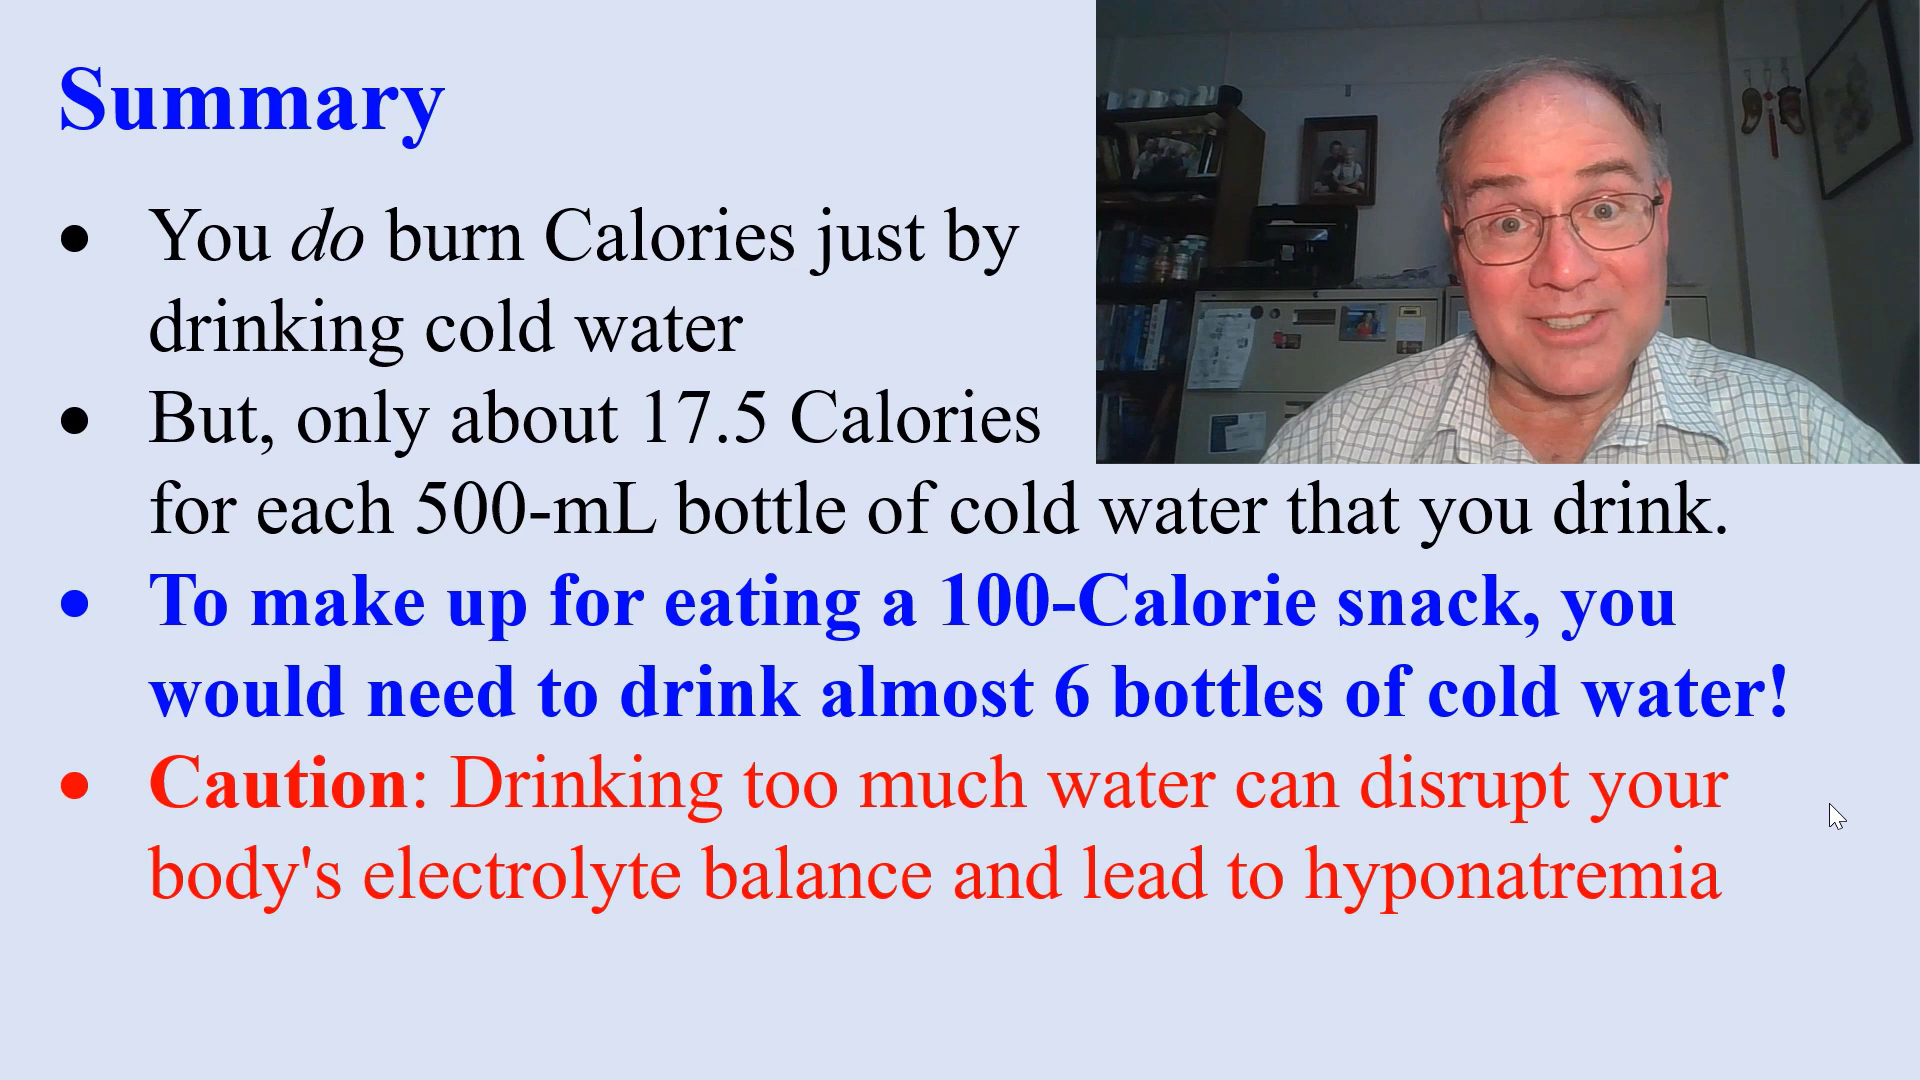 Summary
● You do burn Calories just by
drinking cold water
● But, only about 17.5 Calories
for each 500-mL bottle of cold water that you drink.
● To make up for eating a 100-Calorie snack, you
would need to drink almost 6 bottles of cold water!
● Caution: Drinking too much water can disrupt your
body's electrolyte balance and lead to hyponatremia